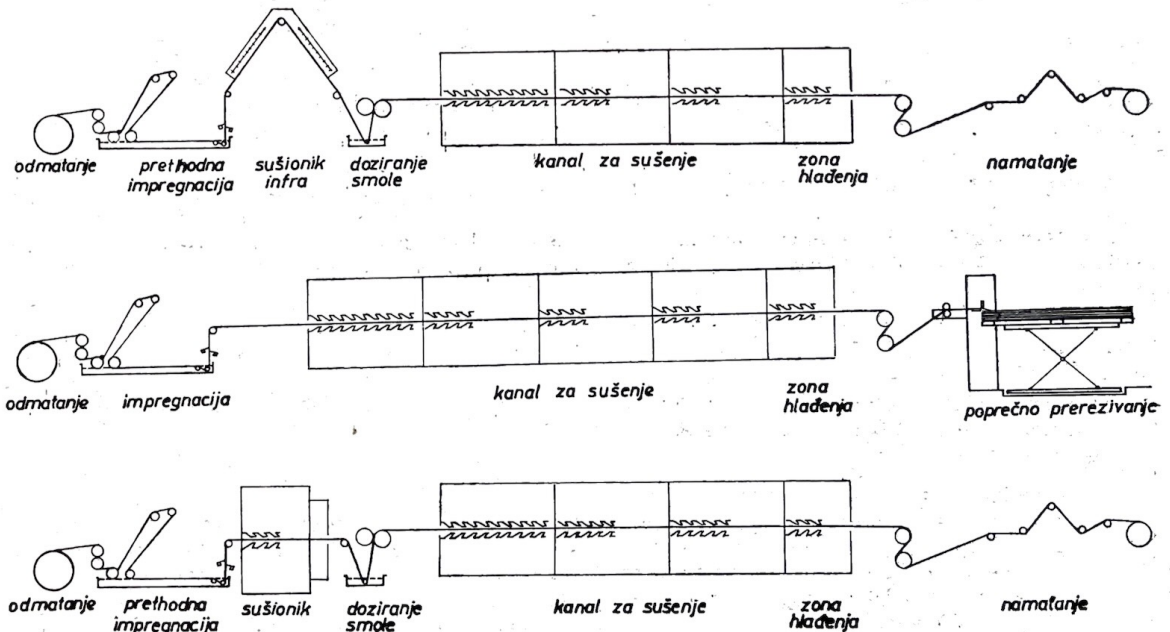 odmatanje
prethodna
impregnacija
sušionik
infra
doziranje
smole
kanal za sušenje
zona
hlađenja
namatanje
odmatanje
impregnacija
kanal za sušenje
zona
hlađenja
poprečno prerezivanje
odmatanje
prethodna
impregnacija
sušionik
doziranje
smole
kanal za sušenje
zona
hlađenja
namatanje